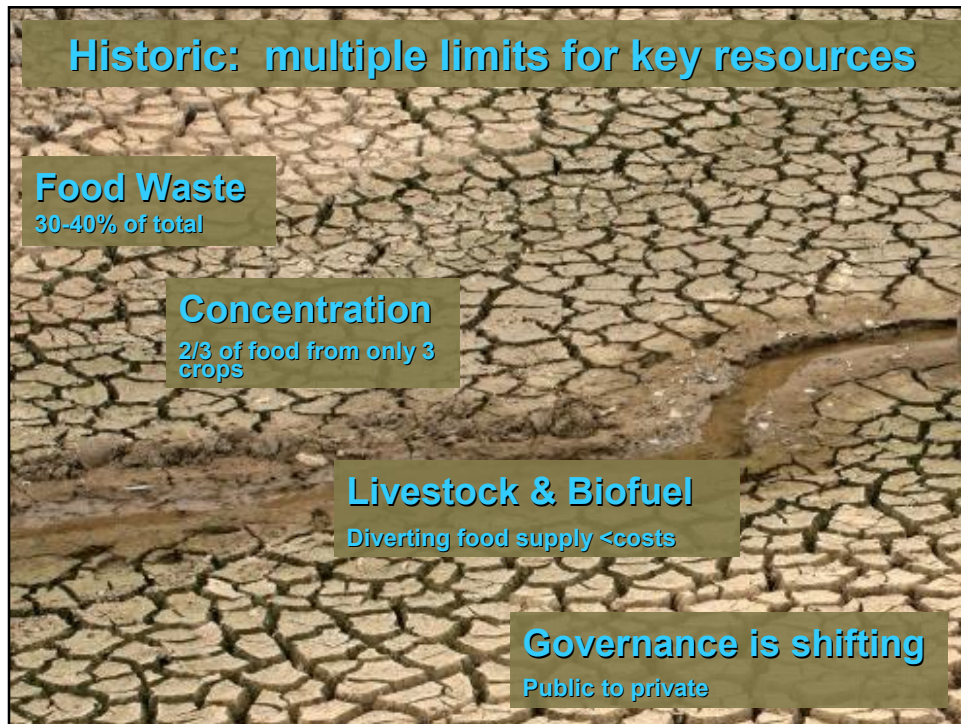 Historic:  multiple limits for key resources
Food Waste
30-40% of total
Concentration
2/3 of food from only 3
crops
Livestock & Biofuel
Diverting food supply <costs
Governance is shifting
Public to private